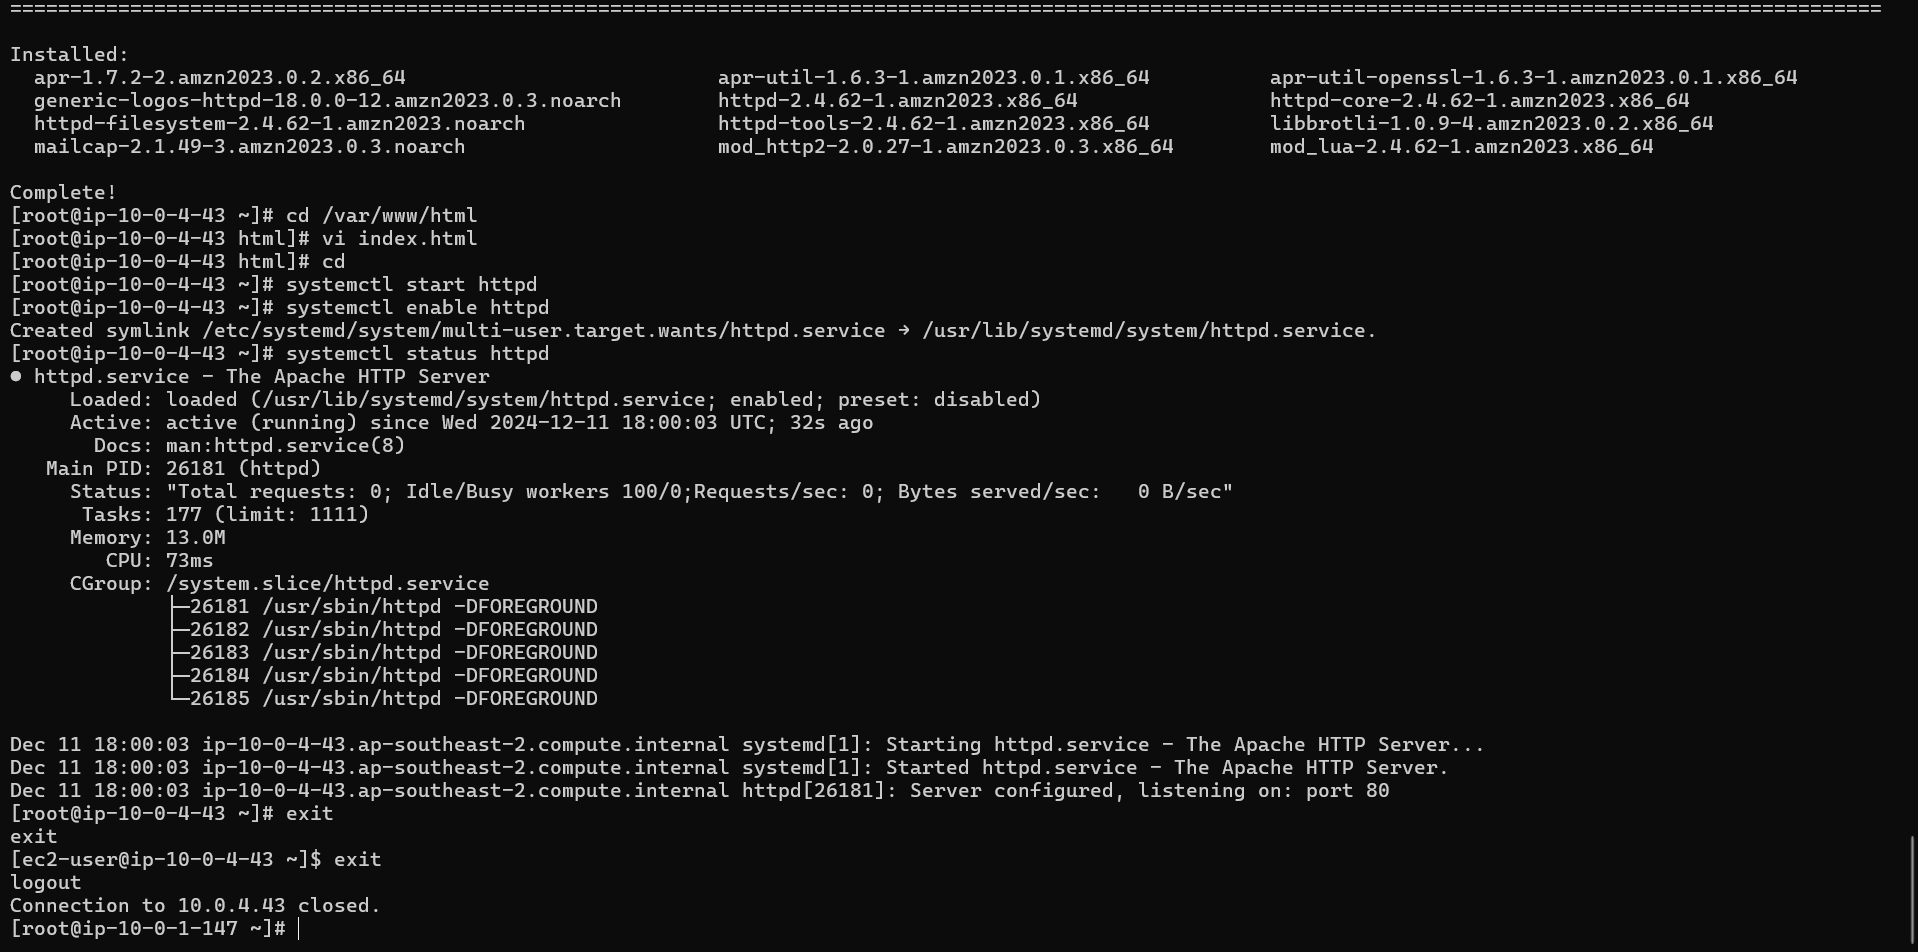 ============================================================================================================================================================
Installed:
  apr-1.7.2-2.amzn2023.0.2.x86_64                          apr-util-1.6.3-1.amzn2023.0.1.x86_64          apr-util-openssl-1.6.3-1.amzn2023.0.1.x86_64
  generic-logos-httpd-18.0.0-12.amzn2023.0.3.noarch        httpd-2.4.62-1.amzn2023.x86_64                httpd-core-2.4.62-1.amzn2023.x86_64
  httpd-filesystem-2.4.62-1.amzn2023.noarch                httpd-tools-2.4.62-1.amzn2023.x86_64          libbrotli-1.0.9-4.amzn2023.0.2.x86_64
  mailcap-2.1.49-3.amzn2023.0.3.noarch                     mod_http2-2.0.27-1.amzn2023.0.3.x86_64        mod_lua-2.4.62-1.amzn2023.x86_64
Complete!
[root@ip-10-0-4-43 ~]# cd /var/www/html
[root@ip-10-0-4-43 html]# vi index.html
[root@ip-10-0-4-43 html]# cd
[root@ip-10-0-4-43 ~]# systemctl start httpd
[root@ip-10-0-4-43 ~]# systemctl enable httpd
Created symlink /etc/systemd/system/multi-user.target.wants/httpd.service → /usr/lib/systemd/system/httpd.service.
[root@ip-10-0-4-43 ~]# systemctl status httpd
● httpd.service - The Apache HTTP Server
     Loaded: loaded (/usr/lib/systemd/system/httpd.service; enabled; preset: disabled)
     Active: active (running) since Wed 2024-12-11 18:00:03 UTC; 32s ago
       Docs: man:httpd.service(8)
   Main PID: 26181 (httpd)
     Status: "Total requests: 0; Idle/Busy workers 100/0;Requests/sec: 0; Bytes served/sec:   0 B/sec"
      Tasks: 177 (limit: 1111)
     Memory: 13.0M
        CPU: 73ms
     CGroup: /system.slice/httpd.service
             ├─26181 /usr/sbin/httpd -DFOREGROUND
             ├─26182 /usr/sbin/httpd -DFOREGROUND
             ├─26183 /usr/sbin/httpd -DFOREGROUND
             ├─26184 /usr/sbin/httpd -DFOREGROUND
             └─26185 /usr/sbin/httpd -DFOREGROUND
Dec 11 18:00:03 ip-10-0-4-43.ap-southeast-2.compute.internal systemd[1]: Starting httpd.service - The Apache HTTP Server...
Dec 11 18:00:03 ip-10-0-4-43.ap-southeast-2.compute.internal systemd[1]: Started httpd.service - The Apache HTTP Server.
Dec 11 18:00:03 ip-10-0-4-43.ap-southeast-2.compute.internal httpd[26181]: Server configured, listening on: port 80
[root@ip-10-0-4-43 ~]# exit
exit
[ec2-user@ip-10-0-4-43 ~]$ exit
logout
Connection to 10.0.4.43 closed.
[root@ip-10-0-1-147 ~]#